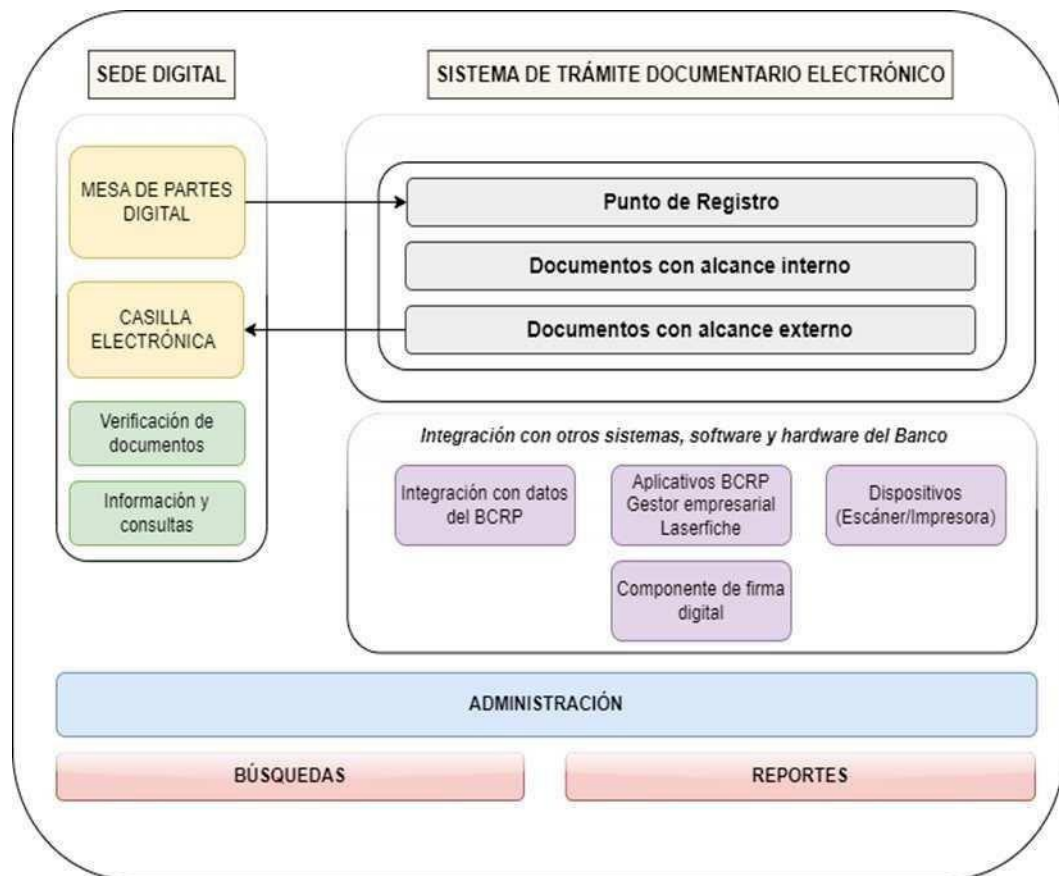 SEDE DIGITAL
SISTEMA DE TRÁMITE DOCUMENTARIO ELECTRÓNICO
MESA DE PARTES
DIGITAL
CASILLA
ELECTRÓNICA
Verificación de
documentos
Información y
consultas
Punto de Registro
Documentos con alcance interno
Documentos con alcance externo
Integración con otros sistemas, software y hardware del Banco
Integración con datos
del BCRP
Aplicativos BCRP
Gestor empresarial
Laserfiche
Dispositivos
(Escáner/Impresora)
Componente de firma
digital
ADMINISTRACIÓN
BÚSQUEDAS
REPORTES